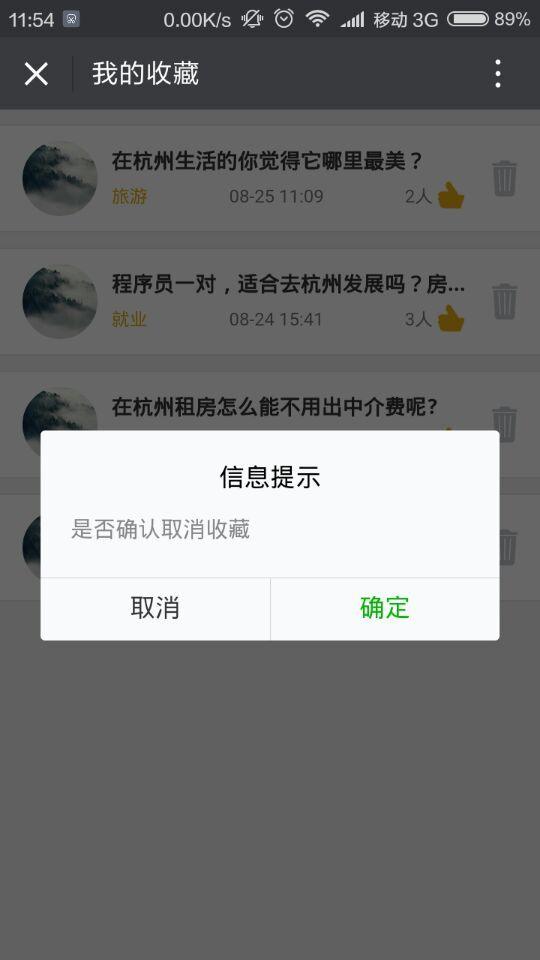 11:54 0.00K/s 移动 3G 89%
我的收藏
在杭州生活的你觉得它哪里最美？
旅游 08-25 11:09 2人
程序员一对，适合去杭州发展吗？房...
就业 08-24 15:41 3人
在杭州租房怎么能不用出中介费呢?
信息提示
是否确认取消收藏
取消 确定